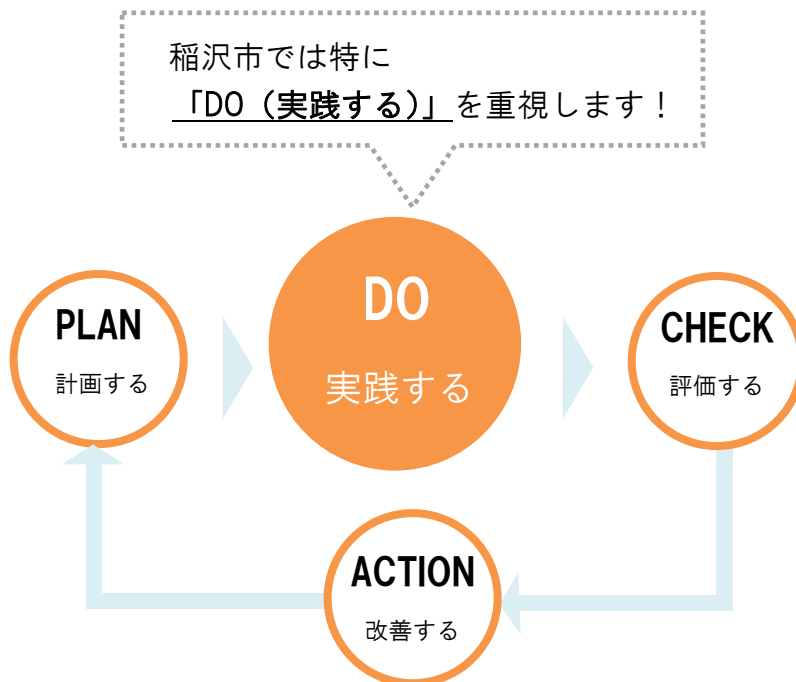 稲沢市では特に
「DO（実践する）」を重視します！
DO
実践する
PLAN
計画する
CHECK
評価する
ACTION
改善する